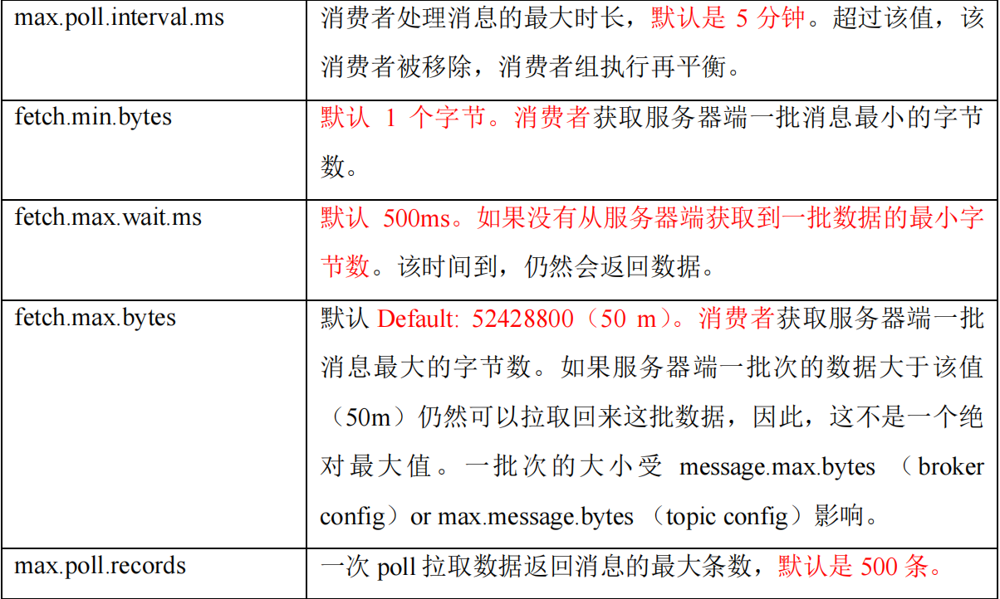 max.poll.interval.ms
消费者处理消息的最大时长，默认是 5 分钟。超过该值，该
消费者被移除，消费者组执行再平衡。
fetch.min.bytes
默认 1 个字节。消费者获取服务器端一批消息最小的字节
数。
fetch.max.wait.ms
默认 500ms。如果没有从服务器端获取到一批数据的最小字
节数。该时间到，仍然会返回数据。
fetch.max.bytes
默认 Default: 52428800（50 m）。消费者获取服务器端一批
消息最大的字节数。如果服务器端一批次的数据大于该值
（50m）仍然可以拉取回来这批数据，因此，这不是一个绝
对最大值。一批次的大小受 message.max.bytes （broker
config）or max.message.bytes （topic config）影响。
max.poll.records
一次 poll 拉取数据返回消息的最大条数，默认是 500 条。